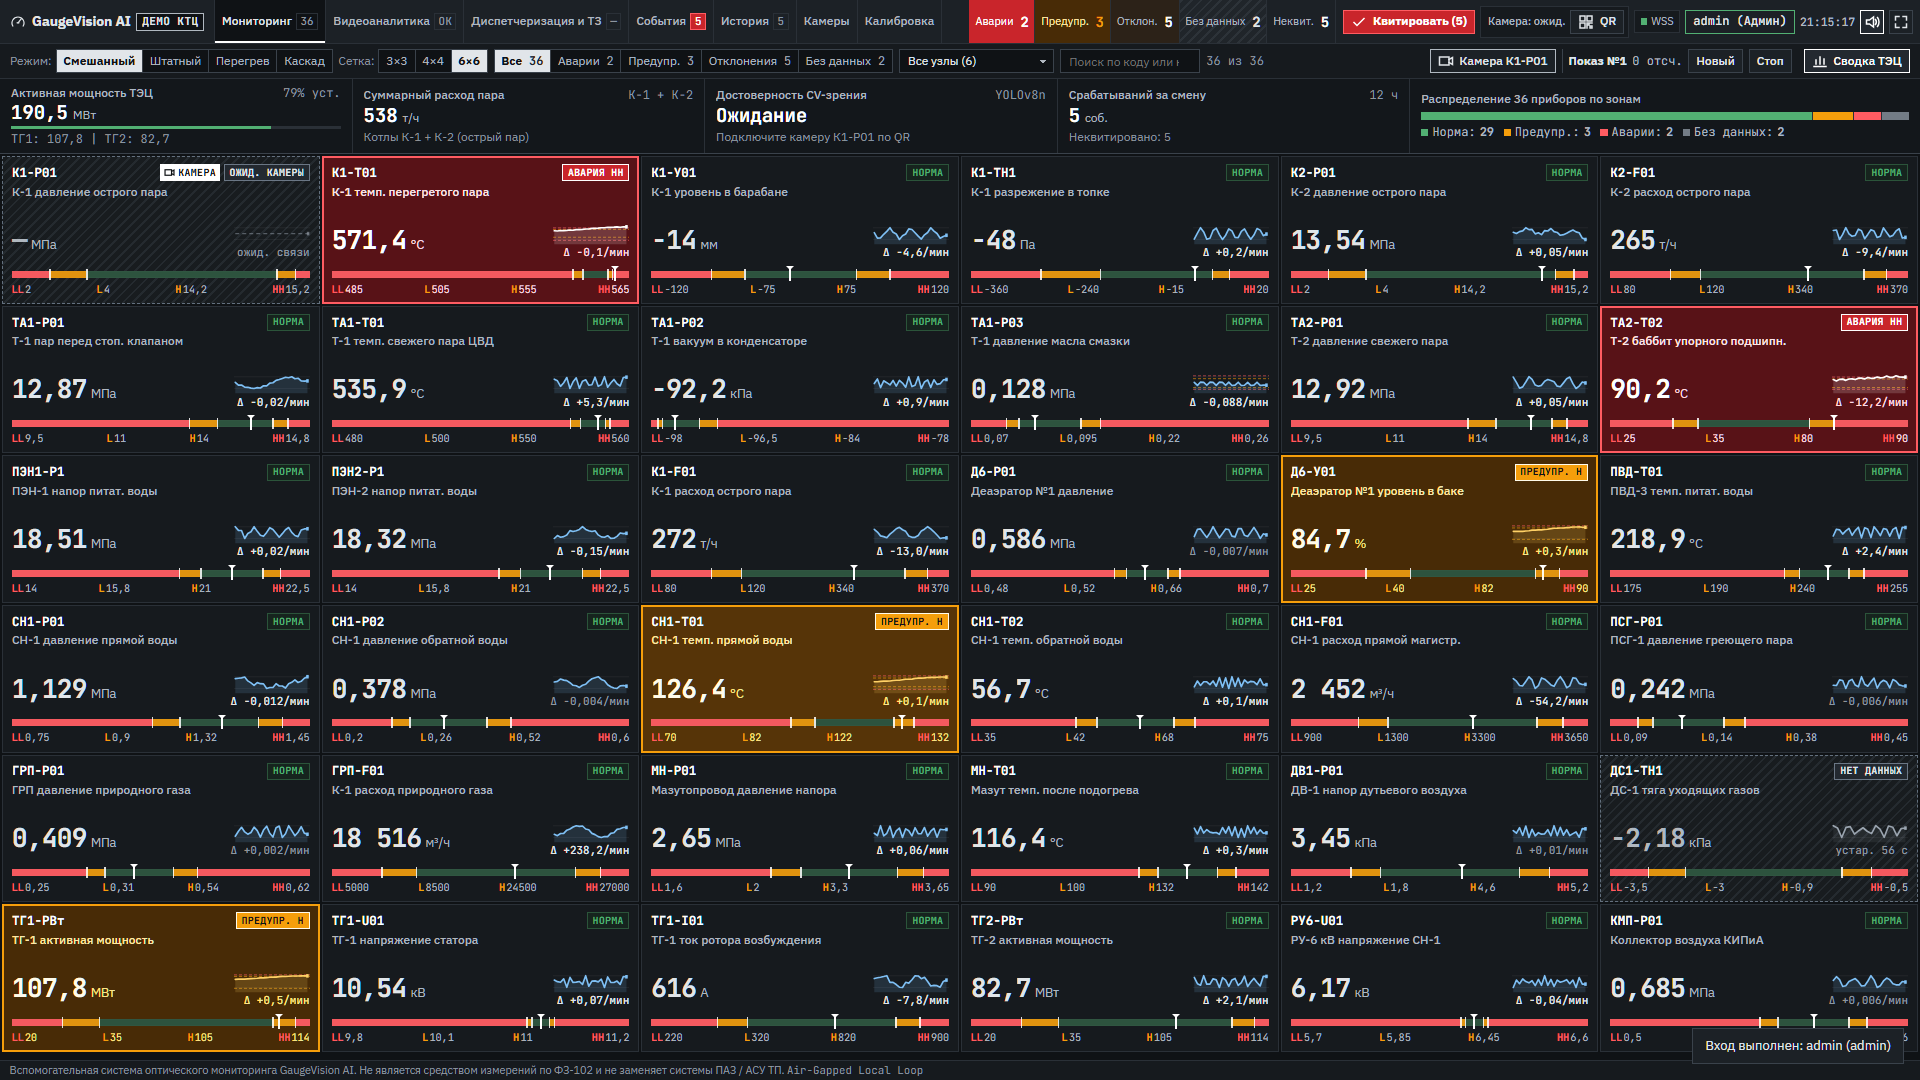 GaugeVision AI ДЕМО КТЦ Мониторинг 36 Видеоаналитика ОК Диспетчеризация и ТЗ — События 5 История 5 Камеры Калибровка Аварии 2 Предупр. 3 Отклон. 5 Без данных 2 Неквит. 5 Квитировать (5) Камера: ожид. QR WSS admin (Админ) 21:15:17
Режим: Смешанный Штатный Перегрев Каскад Сетка: 3×3 4×4 6×6 Все 36 Аварии 2 Предупр. 3 Отклонения 5 Без данных 2 Все узлы (6) Поиск по коду или 36 из 36 Камера К1-Р01 Показ №1 0 отсч. Новый Стоп Сводка ТЭЦ
Активная мощность ТЭЦ 79% уст.
190,5 МВт
ТГ1: 107,8 | ТГ2: 82,7
Суммарный расход пара К-1 + К-2
538 т/ч
Котлы К-1 + К-2 (острый пар)
Достоверность CV-зрения YOLOv8n
Ожидание
Подключите камеру К1-Р01 по QR
Срабатываний за смену 12 ч
5 соб.
Неквитировано: 5
Распределение 36 приборов по зонам
Норма: 29 Предупр.: 3 Аварии: 2 Без данных: 2
К1-Р01 КАМЕРА ОЖИД. КАМЕРЫ
К-1 давление острого пара
— МПа ожид. связи
LL2 L4 H14,2 HH15,2
К1-Т01 АВАРИЯ HH
К-1 темп. перегретого пара
571,4 °C Δ -0,1/мин
LL485 L505 H555 HH565
К1-У01 НОРМА
К-1 уровень в барабане
-14 мм Δ -4,6/мин
LL-120 L-75 H75 HH120
К1-ТН1 НОРМА
К-1 разрежение в топке
-48 Па Δ +0,2/мин
LL-360 L-240 H-15 HH20
К2-Р01 НОРМА
К-2 давление острого пара
13,54 МПа Δ +0,05/мин
LL2 L4 H14,2 HH15,2
К2-F01 НОРМА
К-2 расход острого пара
265 т/ч Δ -9,4/мин
LL80 L120 H340 HH370
ТА1-Р01 НОРМА
Т-1 пар перед стоп. клапаном
12,87 МПа Δ -0,02/мин
LL9,5 L11 H14 HH14,8
ТА1-Т01 НОРМА
Т-1 темп. свежего пара ЦВД
535,9 °C Δ +5,3/мин
LL480 L500 H550 HH560
ТА1-Р02 НОРМА
Т-1 вакуум в конденсаторе
-92,2 кПа Δ +0,9/мин
LL-98 L-96,5 H-84 HH-78
ТА1-Р03 НОРМА
Т-1 давление масла смазки
0,128 МПа Δ -0,088/мин
LL0,07 L0,095 H0,22 HH0,26
ТА2-Р01 НОРМА
Т-2 давление свежего пара
12,92 МПа Δ +0,05/мин
LL9,5 L11 H14 HH14,8
ТА2-Т02 АВАРИЯ HH
Т-2 баббит упорного подшипн.
90,2 °C Δ -12,2/мин
LL25 L35 H80 HH90
ПЭН1-Р1 НОРМА
ПЭН-1 напор питат. воды
18,51 МПа Δ +0,02/мин
LL14 L15,8 H21 HH22,5
ПЭН2-Р1 НОРМА
ПЭН-2 напор питат. воды
18,32 МПа Δ -0,15/мин
LL14 L15,8 H21 HH22,5
К1-F01 НОРМА
К-1 расход острого пара
272 т/ч Δ -13,0/мин
LL80 L120 H340 HH370
Д6-Р01 НОРМА
Деаэратор №1 давление
0,586 МПа Δ -0,007/мин
LL0,48 L0,52 H0,66 HH0,7
Д6-У01 ПРЕДУПР. H
Деаэратор №1 уровень в баке
84,7 % Δ +0,3/мин
LL25 L40 H82 HH90
ПВД-Т01 НОРМА
ПВД-3 темп. питат. воды
218,9 °C Δ +2,4/мин
LL175 L190 H240 HH255
СН1-Р01 НОРМА
СН-1 давление прямой воды
1,129 МПа Δ -0,012/мин
LL0,75 L0,9 H1,32 HH1,45
СН1-Р02 НОРМА
СН-1 давление обратной воды
0,378 МПа Δ -0,004/мин
LL0,2 L0,26 H0,52 HH0,6
СН1-Т01 ПРЕДУПР. H
СН-1 темп. прямой воды
126,4 °C Δ +0,1/мин
LL70 L82 H122 HH132
СН1-Т02 НОРМА
СН-1 темп. обратной воды
56,7 °C Δ +0,1/мин
LL35 L42 H68 HH75
СН1-F01 НОРМА
СН-1 расход прямой магистр.
2 452 м³/ч Δ -54,2/мин
LL900 L1300 H3300 HH3650
ПСГ-Р01 НОРМА
ПСГ-1 давление греющего пара
0,242 МПа Δ -0,006/мин
LL0,09 L0,14 H0,38 HH0,45
ГРП-Р01 НОРМА
ГРП давление природного газа
0,409 МПа Δ +0,002/мин
LL0,25 L0,31 H0,54 HH0,62
ГРП-F01 НОРМА
К-1 расход природного газа
18 516 м³/ч Δ +238,2/мин
LL5000 L8500 H24500 HH27000
МН-Р01 НОРМА
Мазутопровод давление напора
2,65 МПа Δ +0,06/мин
LL1,6 L2 H3,3 HH3,65
МН-Т01 НОРМА
Мазут темп. после подогрева
116,4 °C Δ +0,3/мин
LL90 L100 H132 HH142
ДВ1-Р01 НОРМА
ДВ-1 напор дутьевого воздуха
3,45 кПа Δ +0,01/мин
LL1,2 L1,8 H4,6 HH5,2
ДС1-ТН1 НЕТ ДАННЫХ
ДС-1 тяга уходящих газов
-2,18 кПа устар. 56 с
LL-3,5 L-3 H-0,9 HH-0,5
ТГ1-РВт ПРЕДУПР. H
ТГ-1 активная мощность
107,8 МВт Δ +0,5/мин
LL20 L35 H105 HH114
ТГ1-U01 НОРМА
ТГ-1 напряжение статора
10,54 кВ Δ +0,07/мин
LL9,8 L10,1 H11 HH11,2
ТГ1-I01 НОРМА
ТГ-1 ток ротора возбуждения
616 А Δ -7,8/мин
LL220 L320 H820 HH900
ТГ2-РВт НОРМА
ТГ-2 активная мощность
82,7 МВт Δ +2,1/мин
LL20 L35 H105 HH114
РУ6-U01 НОРМА
РУ-6 кВ напряжение СН-1
6,17 кВ Δ -0,04/мин
LL5,7 L5,85 H6,45 HH6,6
КМП-Р01 НОРМА
Коллектор воздуха КИПиА
0,685 МПа Δ +0,006/мин
LL0,5
Вход выполнен: admin (admin)
Вспомогательная система оптического мониторинга GaugeVision AI. Не является средством измерений по ФЗ-102 и не заменяет системы ПАЗ / АСУ ТП. Air-Gapped Local Loop